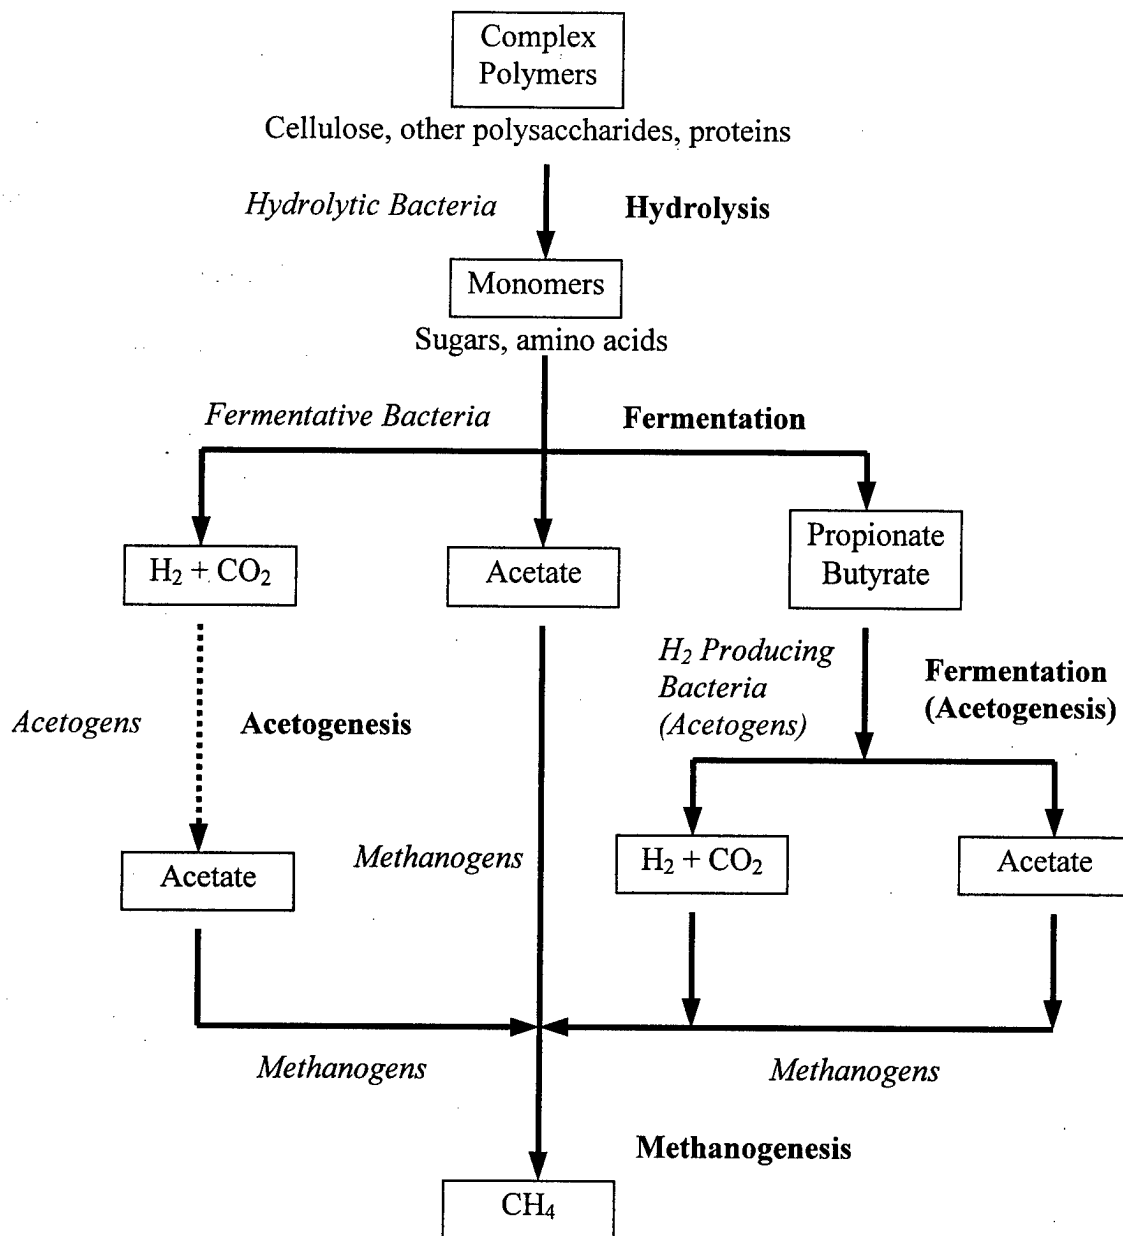 Complex
Polymers
Cellulose, other polysaccharides, proteins
Hydrolytic Bacteria
Hydrolysis
Monomers
Sugars, amino acids
Fermentative Bacteria
Fermentation
H₂ + CO₂
Acetate
Propionate
Butyrate
H₂ Producing
Bacteria
(Acetogens)
Fermentation
(Acetogenesis)
Acetogens
Acetogenesis
Methanogens
Acetate
H₂ + CO₂
Acetate
Methanogens
Methanogens
Methanogenesis
CH₄